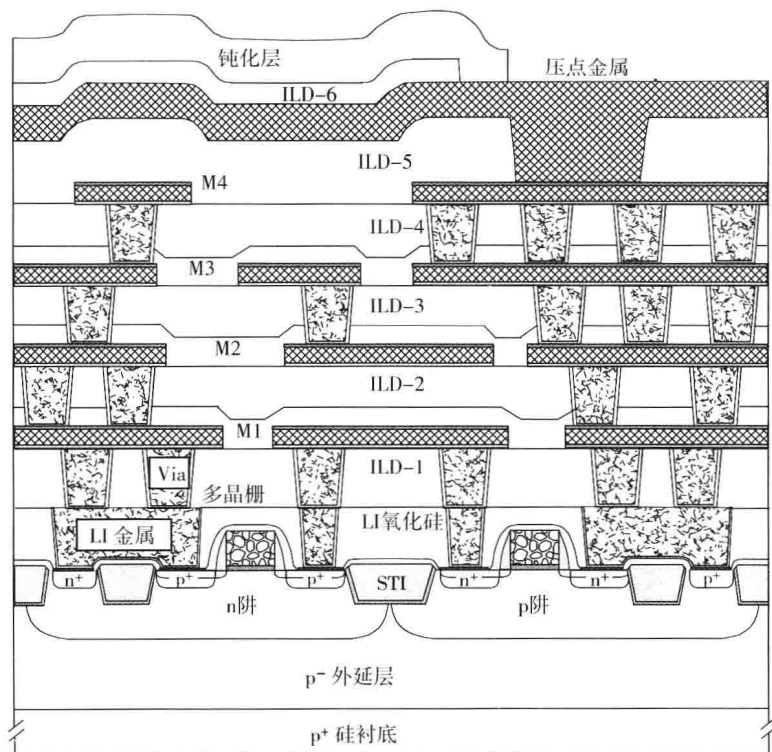 钝化层
压点金属
ILD-6
ILD-5
M4
ILD-4
M3
ILD-3
M2
ILD-2
M1
ILD-1
Via
多晶栅
LI 金属
LI氧化硅
n⁺
p⁺
p⁺
STI
n⁺
n⁺
p⁺
n阱
p阱
p⁻ 外延层
p⁺ 硅衬底